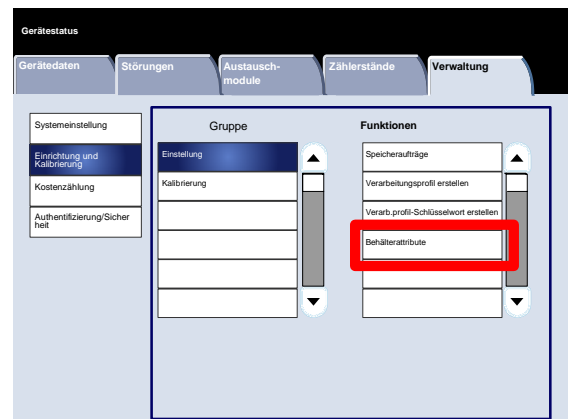 Gerätestatus
Gerätedaten
Störungen
Austausch-
module
Zählerstände
Verwaltung
Systemeinstellung
Einrichtung und
Kalibrierung
Kostenzählung
Authentifizierung/Sicher
heit
Gruppe
Einstellung
Kalibrierung
Funktionen
Speicheraufträge
Verarbeitungsprofil erstellen
Verarb.profil-Schlüsselwort erstellen
Behälterattribute